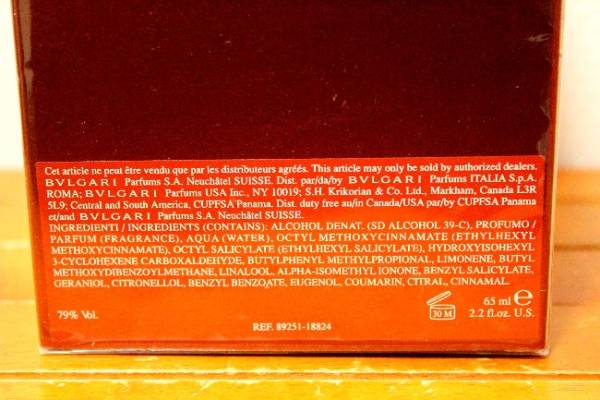 Cet article ne peut être vendu que par les distributeurs agréés. This article may only be sold by authorized dealers.
BVLGARI Parfums S.A. Neuchâtel SUISSE. Dist. par/da/by BVLGARI Parfums ITALIA S.p.A.
ROMA; BVLGARI Parfums USA Inc., NY 10019; S.H. Krikorian & Co. Ltd., Markham, Canada L3R
5L9; Central and South America, CUPFSA Panama. Dist. duty free au/in Canada/USA par/by CUPFSA Panama
et/and BVLGARI Parfums S.A. Neuchâtel SUISSE.
INGREDIENTI / INGREDIENTS (CONTAINS): ALCOHOL DENAT. (SD ALCOHOL 39-C), PROFUMO /
PARFUM (FRAGRANCE), AQUA (WATER), OCTYL METHOXYCINNAMATE (ETHYLHEXYL
METHOXYCINNAMATE), OCTYL SALICYLATE (ETHYLHEXYL SALICYLATE), HYDROXYISOHEXYL
3-CYCLOHEXENE CARBOXALDEHYDE, BUTYLPHENYL METHYLPROPIONAL, LIMONENE, BUTYL
METHOXYDIBENZOYLMETHANE, LINALOOL, ALPHA-ISOMETHYL IONONE, BENZYL SALICYLATE,
GERANIOL, CITRONELLOL, BENZYL BENZOATE, EUGENOL, COUMARIN, CITRAL, CINNAMAL.
79% Vol.
30 M
65 ml e
2.2 fl.oz. U.S.
REF. 89251-18824